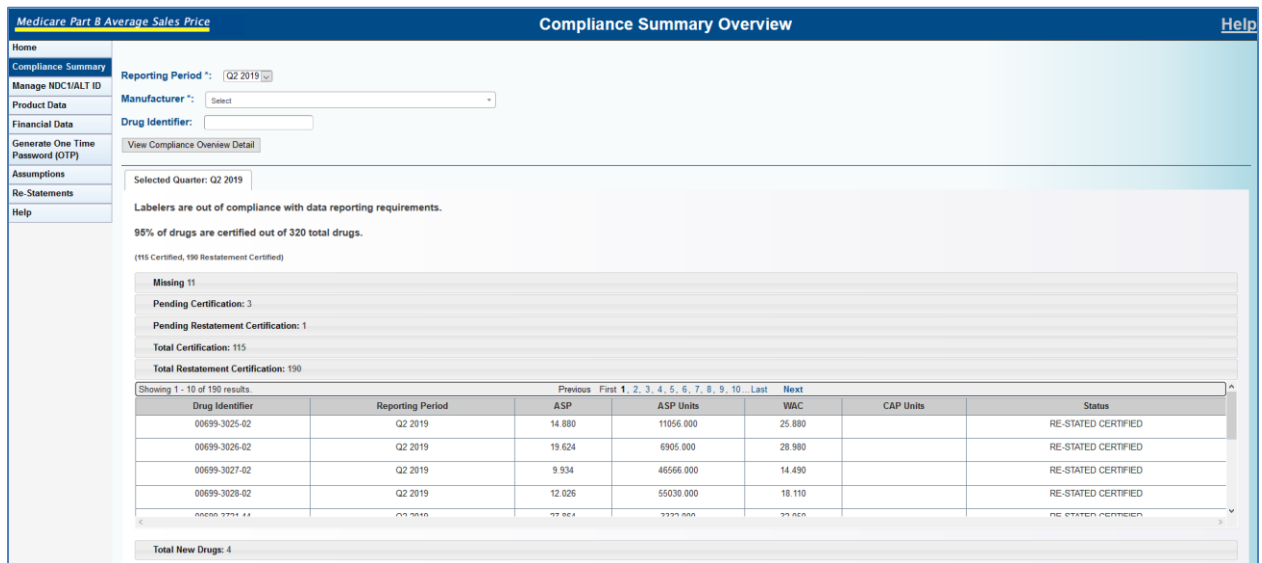 Medicare Part B Average Sales Price
Compliance Summary Overview
Help
Home
Compliance Summary
Manage NDC1/ALT ID
Product Data
Financial Data
Generate One Time
Password (OTP)
Assumptions
Re-Statements
Help
Reporting Period *: Q2 2019
Manufacturer *: Select
Drug Identifier:
View Compliance Overview Detail
Selected Quarter: Q2 2019
Labelers are out of compliance with data reporting requirements.
95% of drugs are certified out of 320 total drugs.
(115 Certified, 190 Restatement Certified)
Missing 11
Pending Certification: 3
Pending Restatement Certification: 1
Total Certification: 115
Total Restatement Certification: 190
Showing 1 - 10 of 190 results. Previous First 1, 2, 3, 4, 5, 6, 7, 8, 9, 10...Last Next
Drug Identifier Reporting Period ASP ASP Units WAC CAP Units Status
00699-3025-02 Q2 2019 14.880 11056.000 25.880 RE-STATED CERTIFIED
00699-3026-02 Q2 2019 19.624 6905.000 28.980 RE-STATED CERTIFIED
00699-3027-02 Q2 2019 9.934 46566.000 14.490 RE-STATED CERTIFIED
00699-3028-02 Q2 2019 12.026 55030.000 18.110 RE-STATED CERTIFIED
Q2 2019 RE-STATED CERTIFIED
Total New Drugs: 4